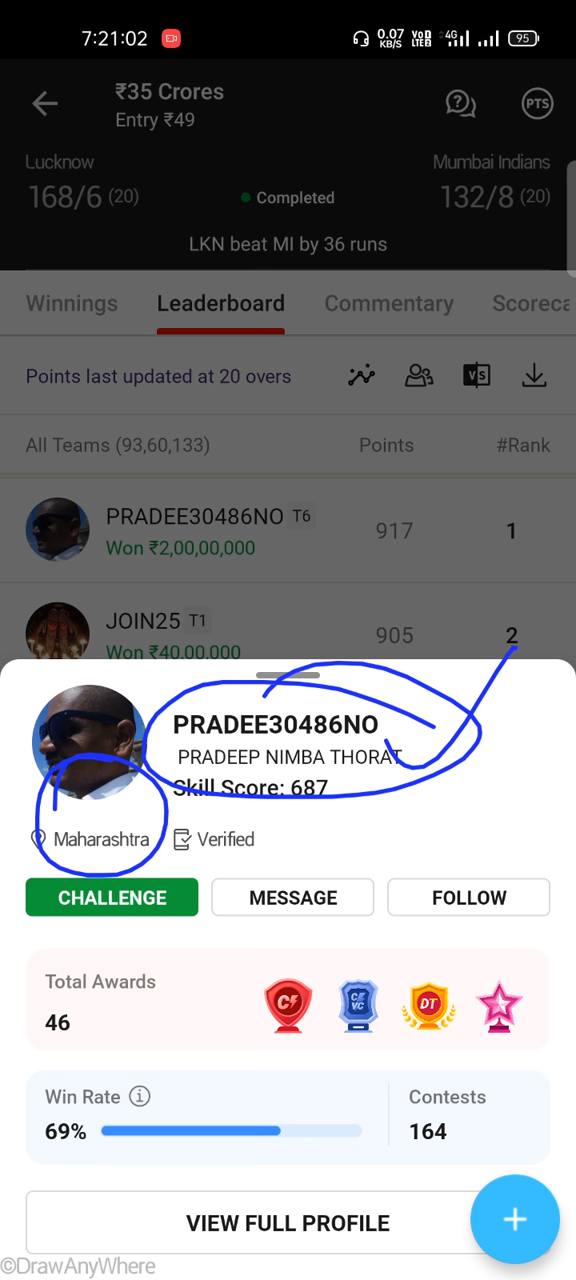 7:21:02 0.07 KB/S VoD LTE2 4G 95
₹35 Crores
Entry ₹49
PTS
Lucknow Mumbai Indians
168/6 (20) Completed 132/8 (20)
LKN beat MI by 36 runs
Winnings Leaderboard Commentary Scoreca
Points last updated at 20 overs VS
All Teams (93,60,133) Points #Rank
PRADEE30486NO T6 917 1
Won ₹2,00,00,000
JOIN25 T1 905 2
Won ₹40,00,000
PRADEE30486NO
PRADEEP NIMBA THORAT
Skill Score: 687
Maharashtra Verified
CHALLENGE MESSAGE FOLLOW
Total Awards
46
C VC DT
Win Rate Contests
69% 164
VIEW FULL PROFILE
©DrawAnyWhere